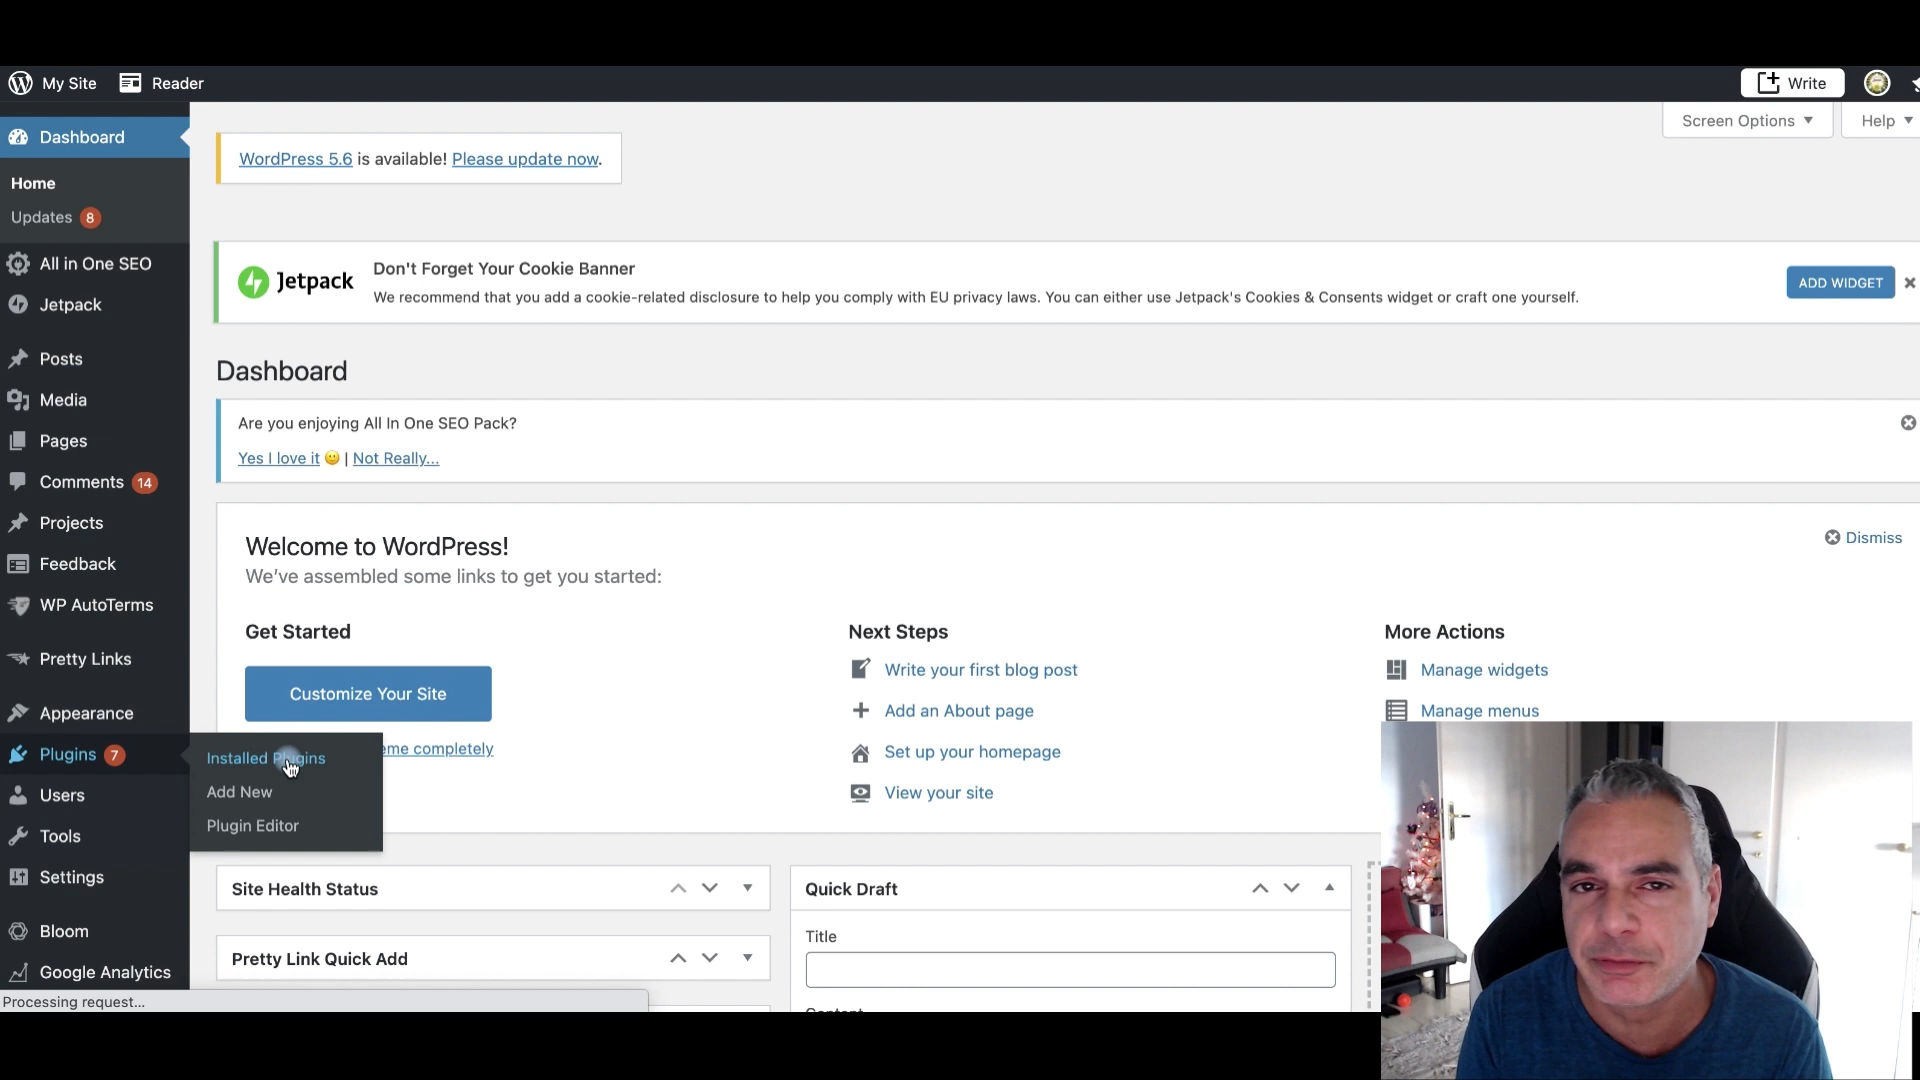 My Site
Reader
Write
Screen Options
Help
Dashboard
Home
Updates 8
All in One SEO
Jetpack
Posts
Media
Pages
Comments 14
Projects
Feedback
WP AutoTerms
Pretty Links
Appearance
Plugins 7
Users
Tools
Settings
Bloom
Google Analytics
Installed Plugins
Add New
Plugin Editor
WordPress 5.6 is available! Please update now.
Jetpack
Don't Forget Your Cookie Banner
We recommend that you add a cookie-related disclosure to help you comply with EU privacy laws. You can either use Jetpack's Cookies & Consents widget or craft one yourself.
ADD WIDGET
Dashboard
Are you enjoying All In One SEO Pack?
Yes I love it 🙂 | Not Really...
Welcome to WordPress!
Dismiss
We've assembled some links to get you started:
Get Started
Customize Your Site
completely
Next Steps
Write your first blog post
Add an About page
Set up your homepage
View your site
More Actions
Manage widgets
Manage menus
Site Health Status
Pretty Link Quick Add
Quick Draft
Title
Processing request...